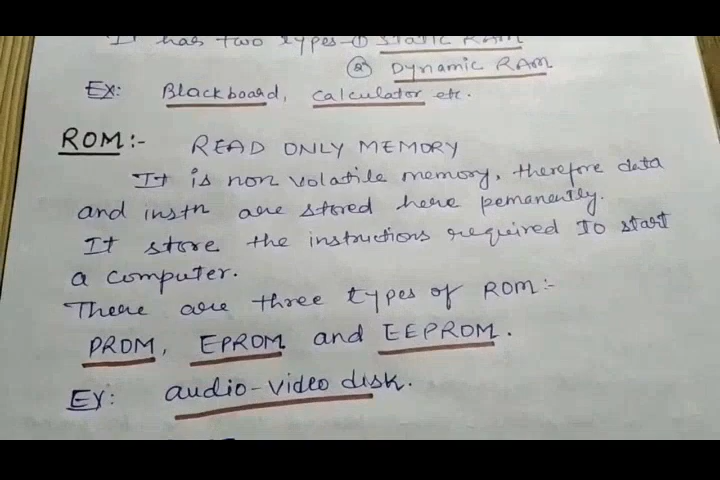 It has two types-① Static RAM
② Dynamic RAM
Ex: Blackboard, calculator etc.
ROM:- READ ONLY MEMORY
It is non volatile memory, therefore data
and instn are stored here pemanently.
It store the instructions required to start
a computer.
There are three types of ROM:-
PROM, EPROM and EEPROM.
Ex: audio-video disk.